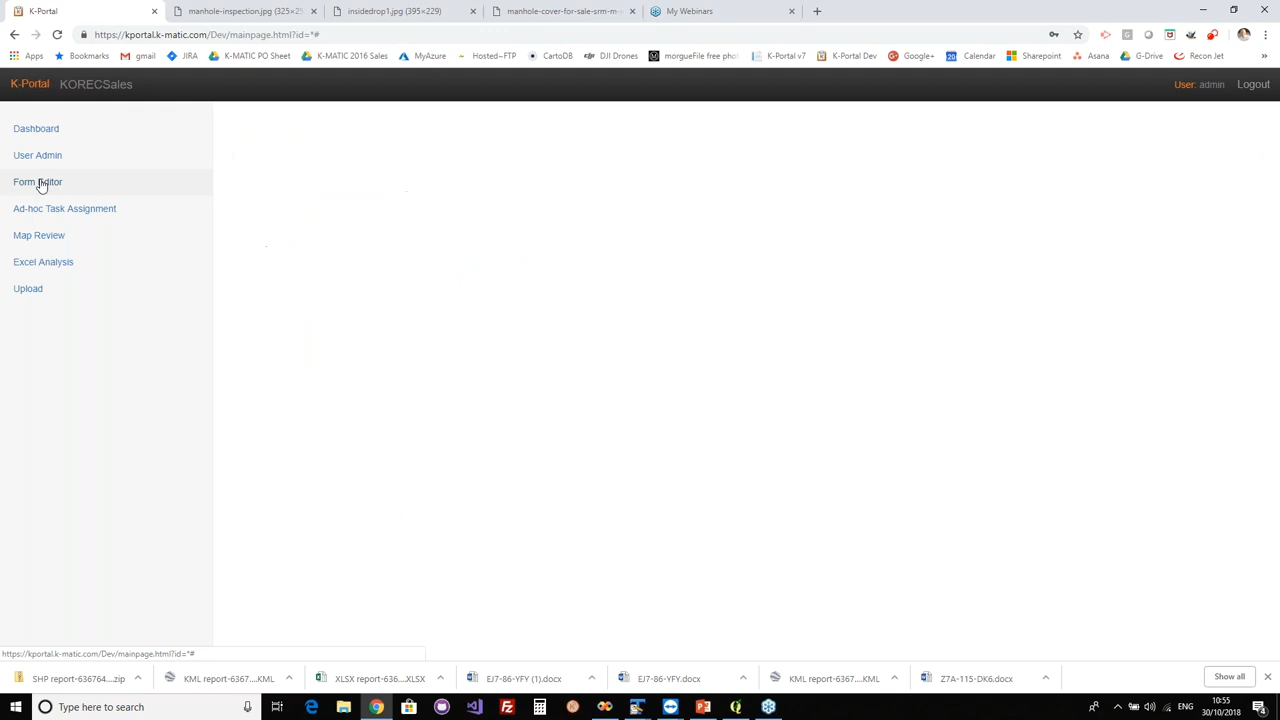 K-Portal
manhole-inspection.jpg (325×25
insidedrop1.jpg (395×229)
manhole-cover-for-sale-srm-m
My Webinars
https://kportal.k-matic.com/Dev/mainpage.html?id=*#
Apps
Bookmarks
gmail
JIRA
K-MATIC PO Sheet
K-MATIC 2016 Sales
MyAzure
Hosted~FTP
CartoDB
DJI Drones
morgueFile free phot
K-Portal v7
K-Portal Dev
Google+
Calendar
Sharepoint
Asana
G-Drive
Recon Jet
»
K-Portal KORECSales
User: admin Logout
Dashboard
User Admin
Form Editor
Ad-hoc Task Assignment
Map Review
Excel Analysis
Upload
https://kportal.k-matic.com/Dev/mainpage.html?id=*#
SHP report-636764....zip
KML report-6367....KML
XLSX report-636....XLSX
EJ7-86-YFY (1).docx
EJ7-86-YFY.docx
KML report-6367....KML
Z7A-115-DK6.docx
Show all
Type here to search
10:55
30/10/2018